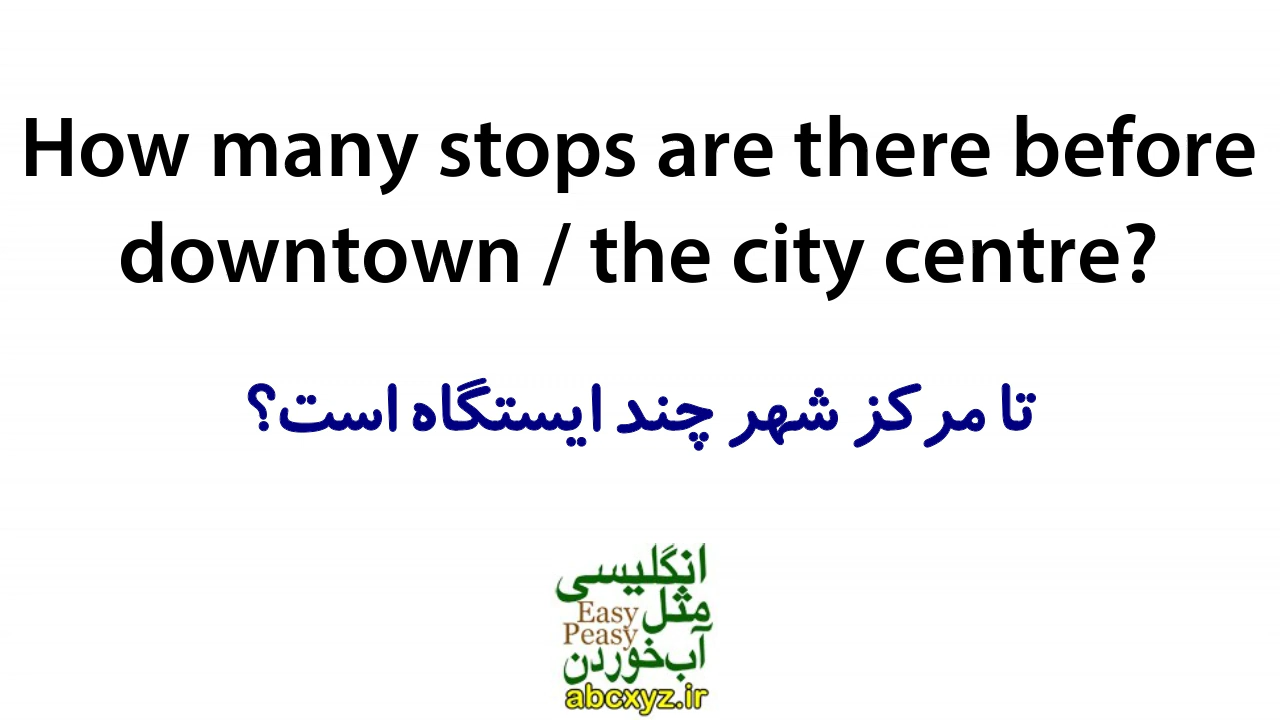 How many stops are there before
downtown / the city centre?
تا مرکز شهر چند ایستگاه است؟
انگلیسی
مثل
Easy
Peasy
آب‌خوردن
abcxyz.ir